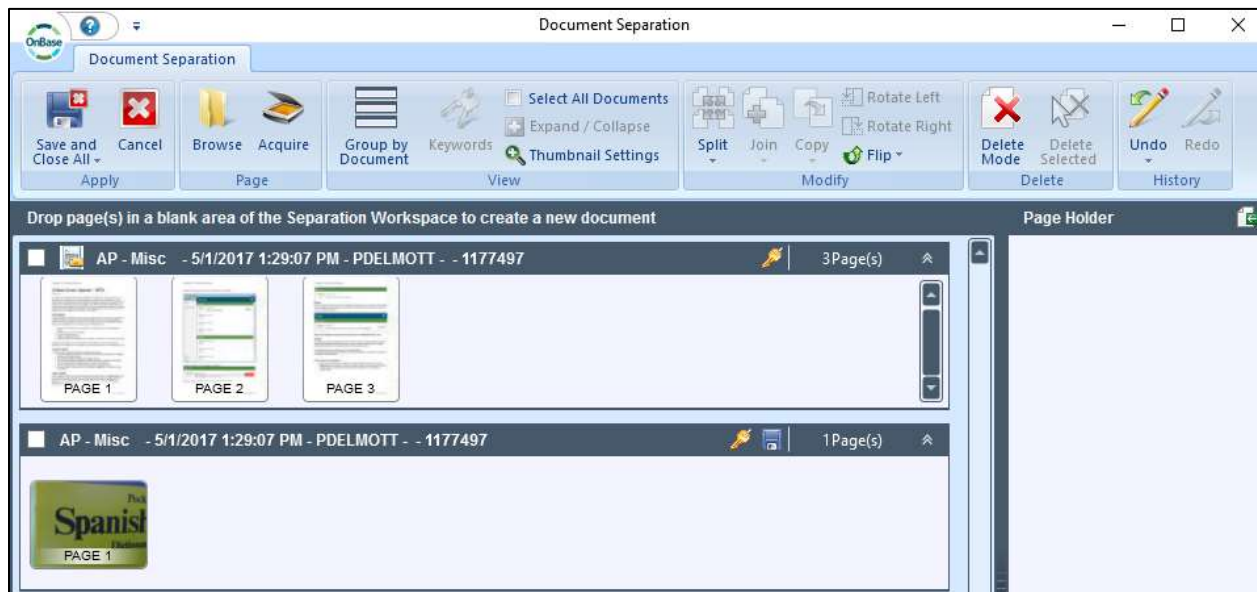 Document Separation
OnBase
Document Separation
Save and Close All
Cancel
Browse
Acquire
Group by Document
Keywords
Select All Documents
Expand / Collapse
Thumbnail Settings
Split
Join
Copy
Rotate Left
Rotate Right
Flip
Delete Mode
Delete Selected
Undo
Redo
Apply
Page
View
Modify
Delete
History
Drop page(s) in a blank area of the Separation Workspace to create a new document
Page Holder
AP - Misc - 5/1/2017 1:29:07 PM - PDELMOTT - - 1177497
3Page(s)
PAGE 1
PAGE 2
PAGE 3
AP - Misc - 5/1/2017 1:29:07 PM - PDELMOTT - - 1177497
1Page(s)
Spanish
PAGE 1